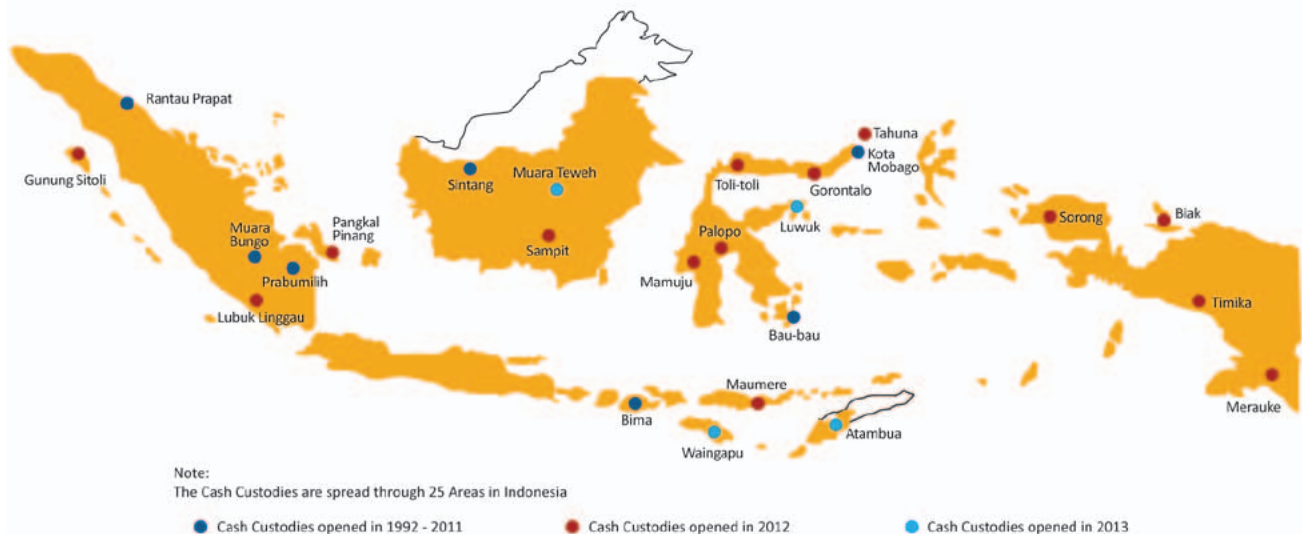 Rantau Prapat
Gunung Sitoli
Muara
Bungo
Pangkal
Pinang
Prabumilih
Lubuk Linggau
Sintang
Muara Teweh
Sampit
Tahuna
Kota
Mobago
Toli-toli
Gorontalo
Luwuk
Palopo
Mamuju
Bau-bau
Sorong
Biak
Timika
Merauke
Maumere
Bima
Waingapu
Atambua
Note:
The Cash Custodies are spread through 25 Areas in Indonesia
Cash Custodies opened in 1992 - 2011
Cash Custodies opened in 2012
Cash Custodies opened in 2013